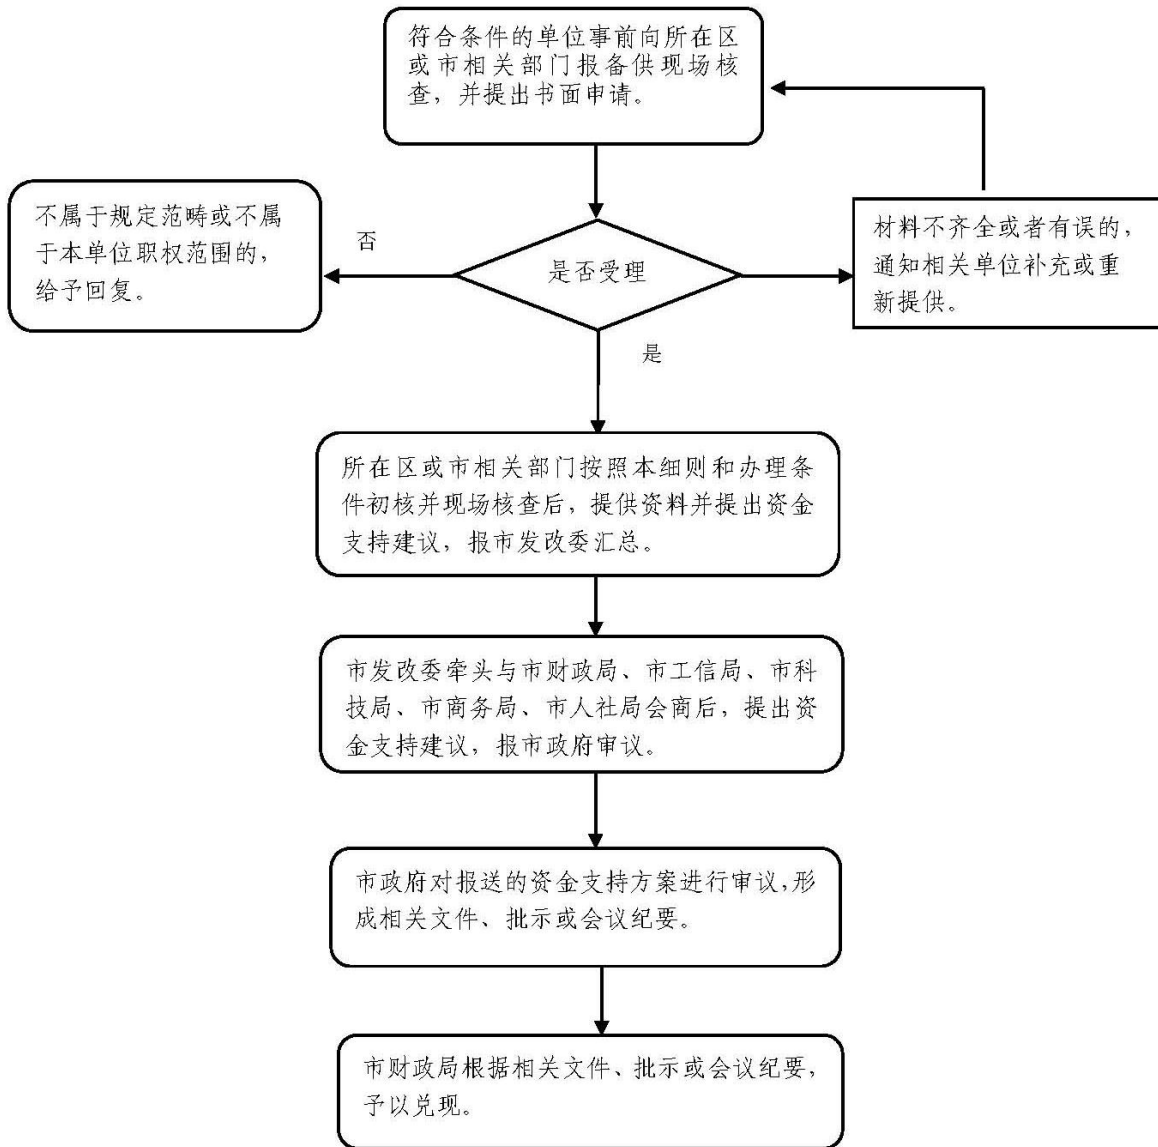 符合条件的单位事前向所在区
或市相关部门报备供现场核
查，并提出书面申请。
不属于规定范畴或不属
于本单位职权范围的，
给予回复。
否
是否受理
材料不齐全或者有误的，
通知相关单位补充或重
新提供。
是
所在区或市相关部门按照本细则和办理条
件初核并现场核查后，提供资料并提出资金
支持建议，报市发改委汇总。
市发改委牵头与市财政局、市工信局、市科
技局、市商务局、市人社局会商后，提出资
金支持建议，报市政府审议。
市政府对报送的资金支持方案进行审议,形
成相关文件、批示或会议纪要。
市财政局根据相关文件、批示或会议纪要，
予以兑现。